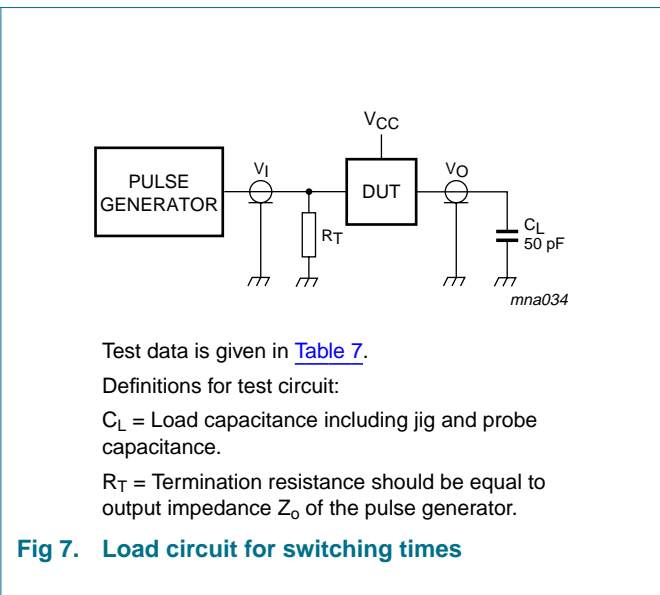 VCC
PULSE
GENERATOR
VI
DUT
VO
RT
CL
50 pF
mna034
Test data is given in Table 7.
Definitions for test circuit:
CL = Load capacitance including jig and probe
capacitance.
RT = Termination resistance should be equal to
output impedance Zo of the pulse generator.
Fig 7. Load circuit for switching times